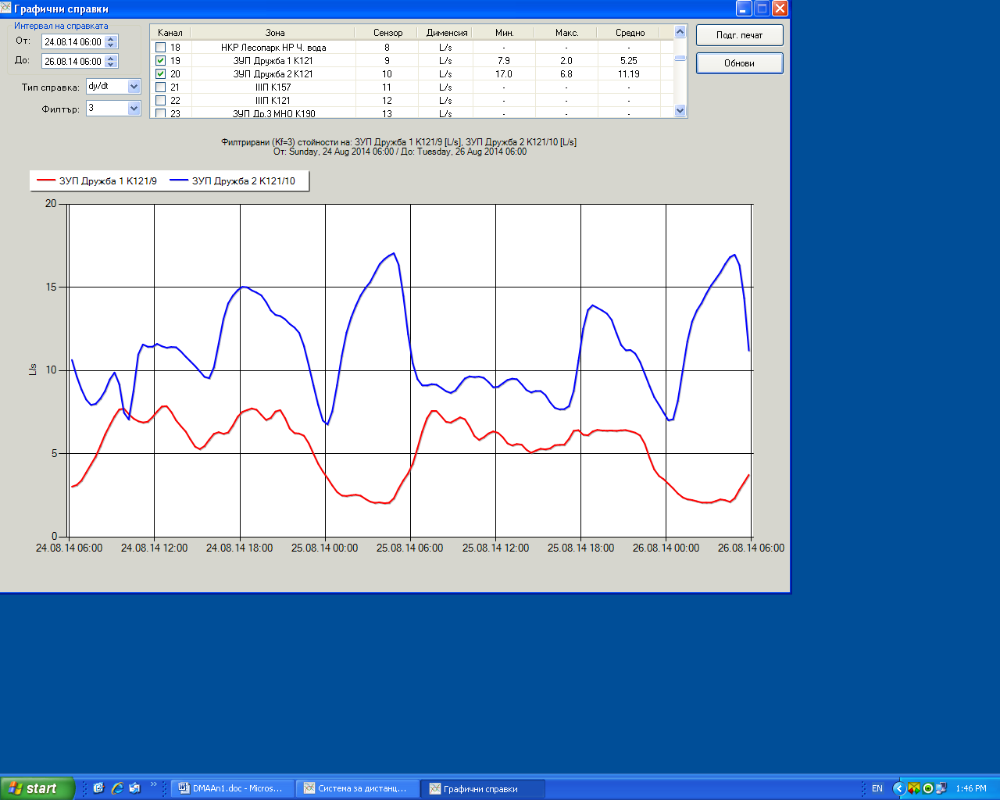 Графични справки
Интервал на справката
От: 24.08.14 06:00
До: 26.08.14 06:00
Тип справка: dy/dt
Филтър: 3
Канал Зона Сензор Дименсия Мин. Макс. Средно
18 НКР Лесопарк НР Ч. вода 8 L/s - - -
19 ЗУП Дружба 1 К121 9 L/s 7.9 2.0 5.25
20 ЗУП Дружба 2 К121 10 L/s 17.0 6.8 11.19
21 IIIП К157 11 L/s - - -
22 IIIП К121 12 L/s - - -
23 ЗУП Др.3 МНО К190 13 L/s - - -
Подг. печат
Обнови
Филтрирани (Kf=3) стойности на: ЗУП Дружба 1 К121/9 [L/s], ЗУП Дружба 2 К121/10 [L/s]
От: Sunday, 24 Aug 2014 06:00 / До: Tuesday, 26 Aug 2014 06:00
ЗУП Дружба 1 К121/9 ЗУП Дружба 2 К121/10
20
15
10
5
0
L/s
24.08.14 06:00 24.08.14 12:00 24.08.14 18:00 25.08.14 00:00 25.08.14 06:00 25.08.14 12:00 25.08.14 18:00 26.08.14 00:00 26.08.14 06:00
start
DMAAn1.doc - Micros...
Система за дистанц...
Графични справки
EN
1:46 PM